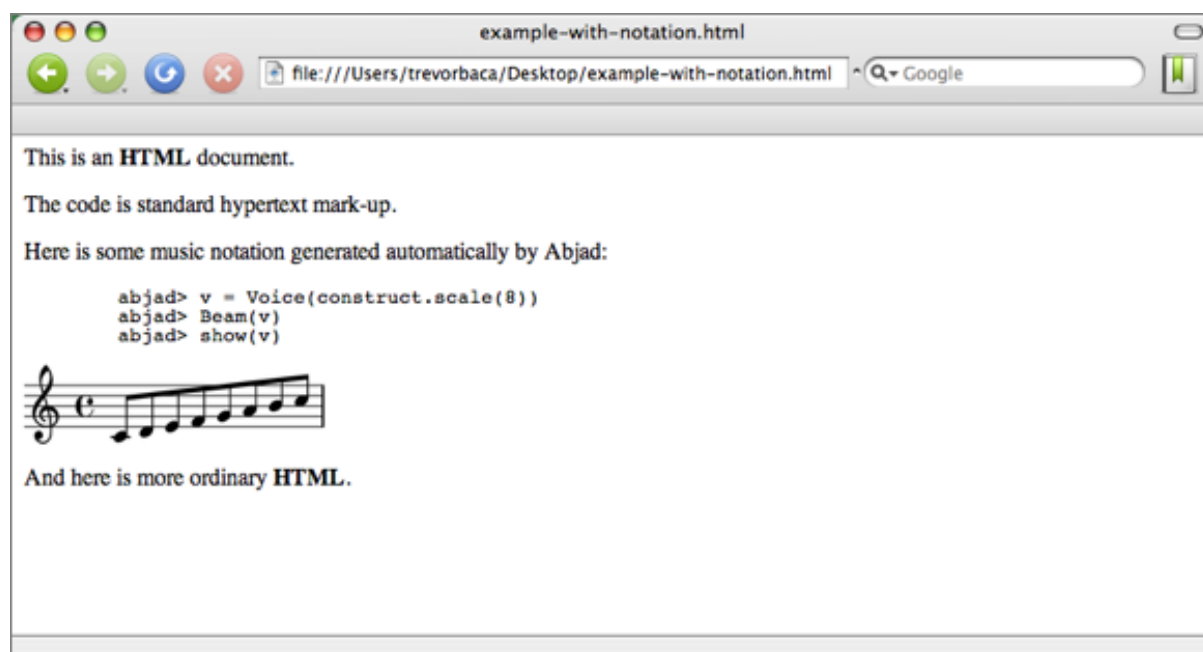 example-with-notation.html
file:///Users/trevorbaca/Desktop/example-with-notation.html Google
This is an HTML document.
The code is standard hypertext mark-up.
Here is some music notation generated automatically by Abjad:
abjad> v = Voice(construct.scale(8))
abjad> Beam(v)
abjad> show(v)
And here is more ordinary HTML.